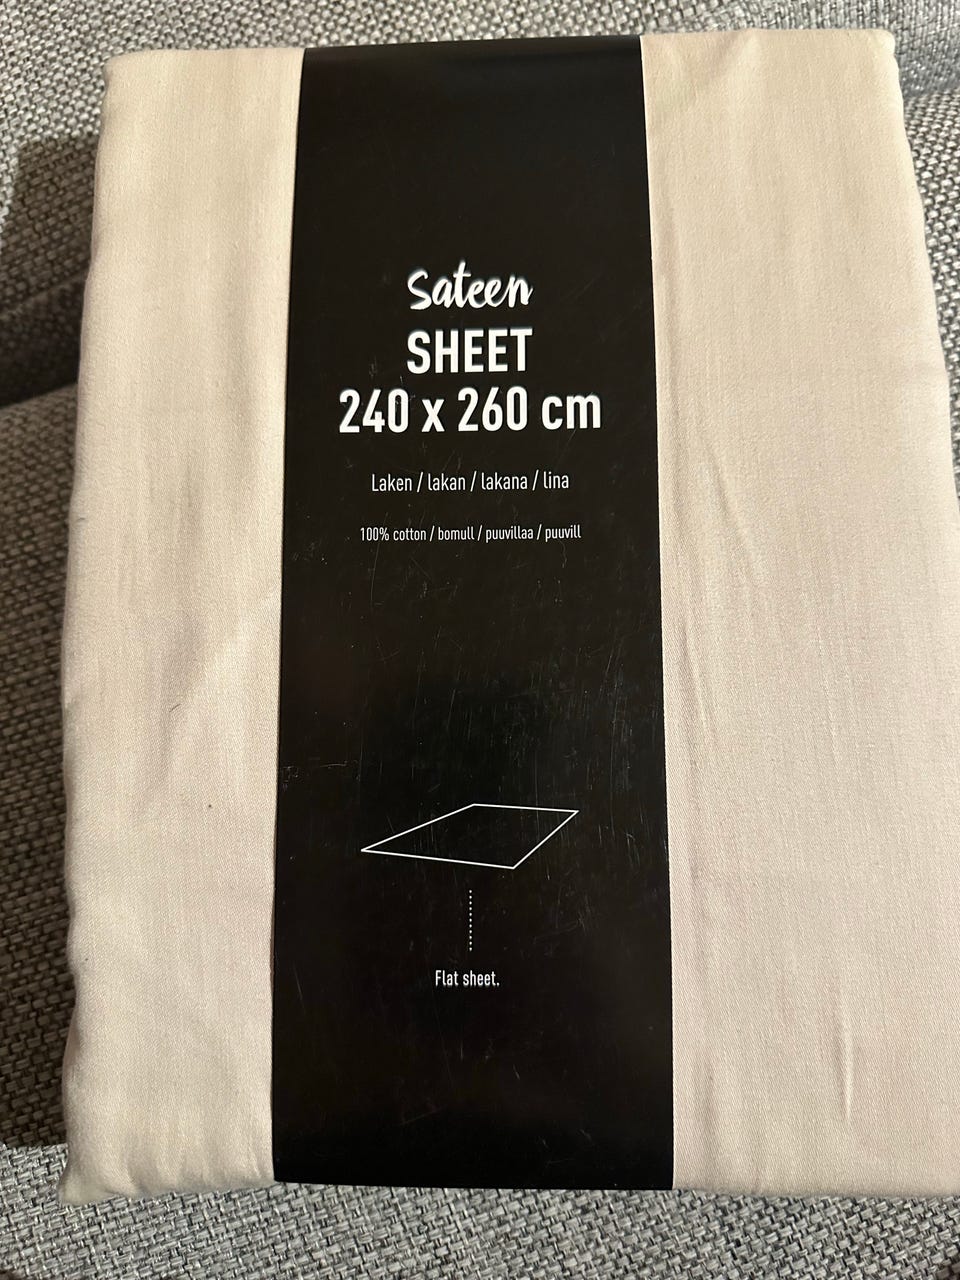 Sateen
SHEET
240 x 260 cm
Laken / lakan / lakana / lina
100% cotton / bomull / puuvillaa / puuvill
Flat sheet.